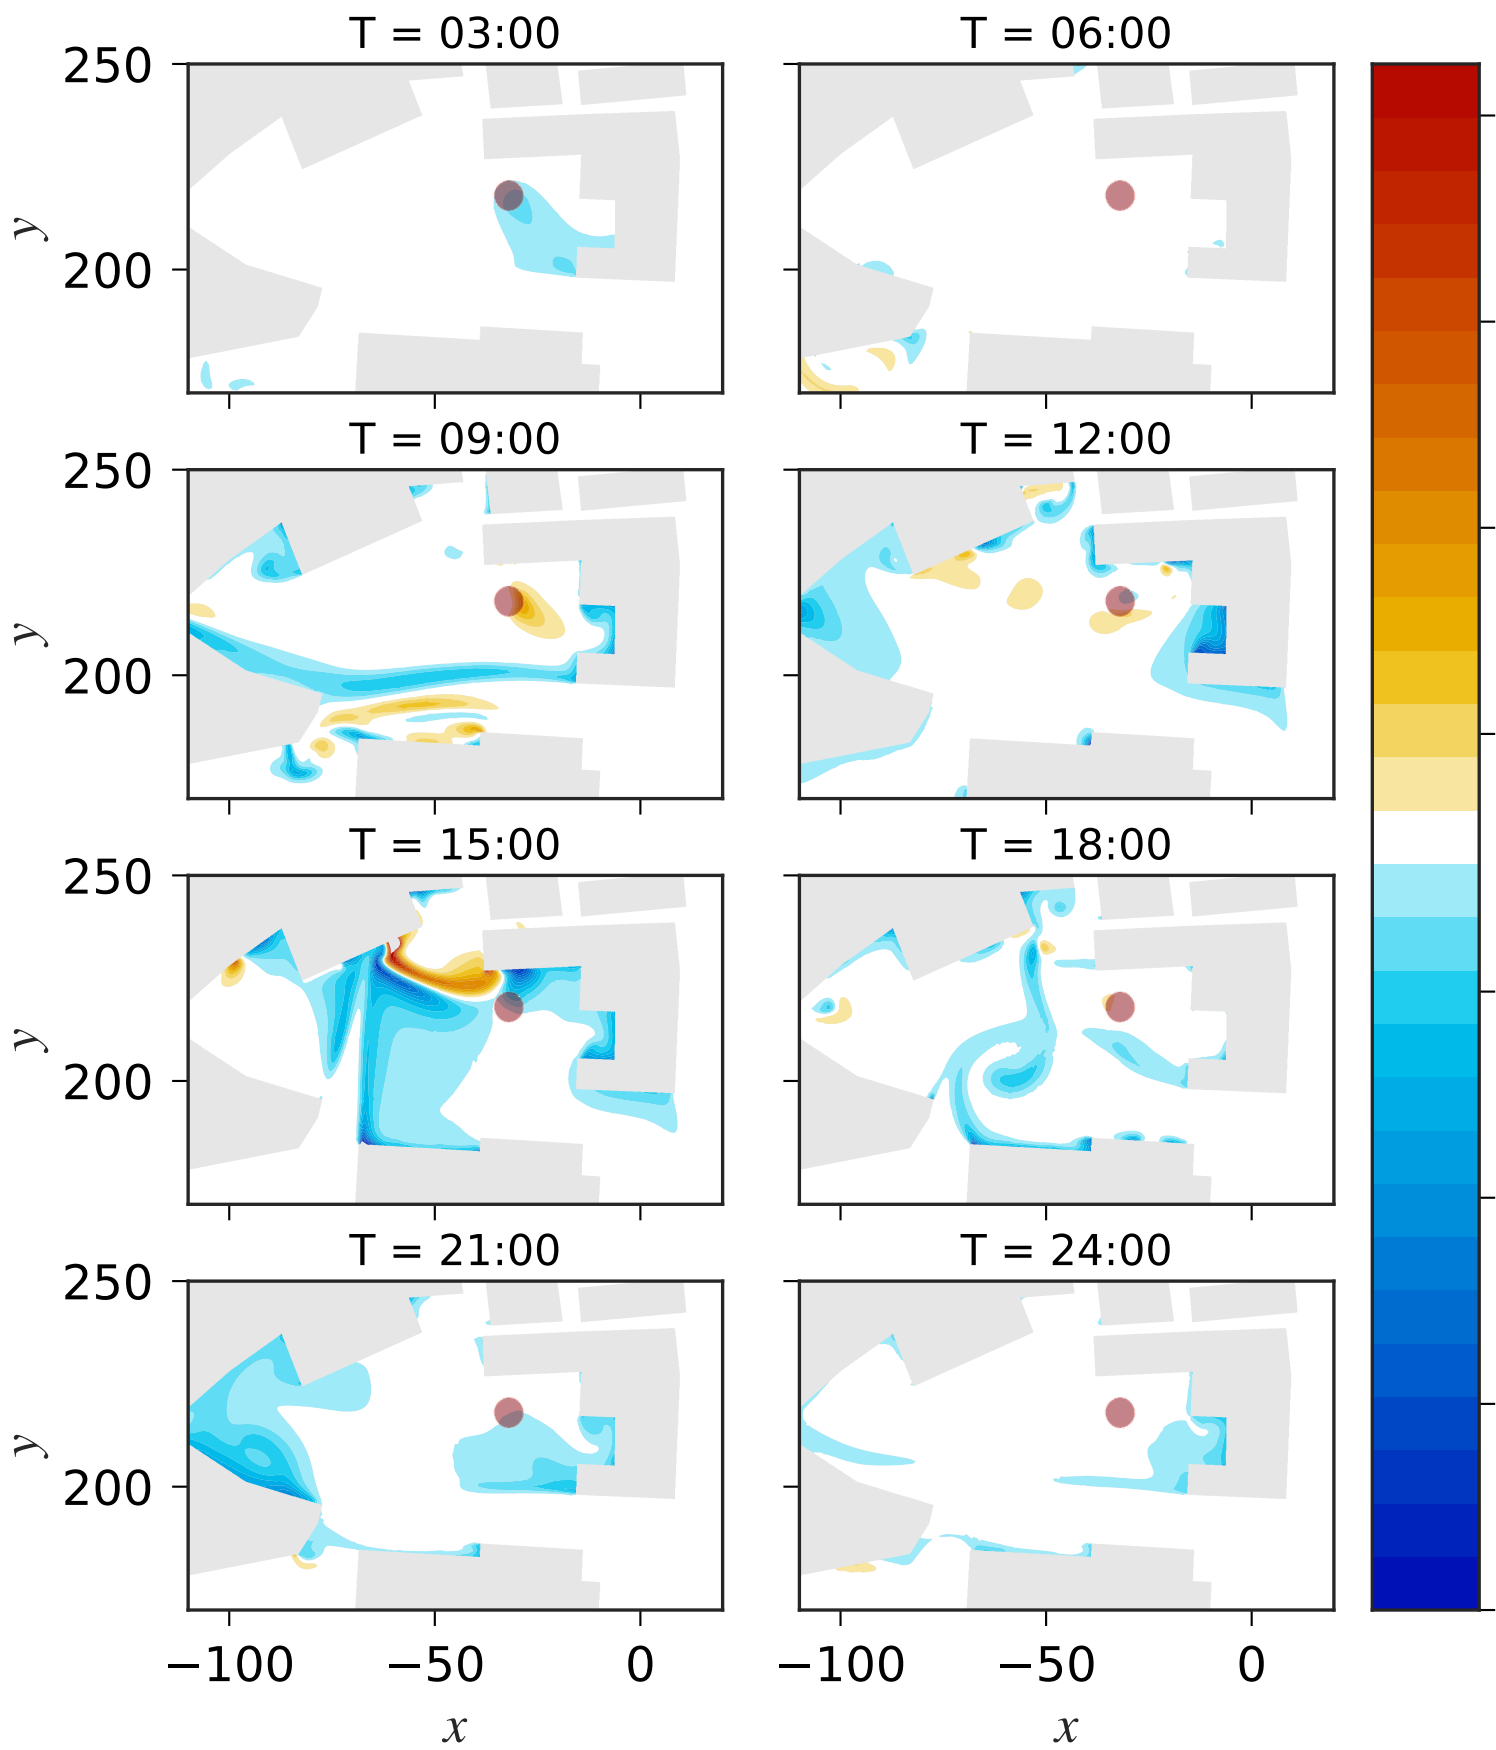 T = 03:00 T = 06:00
250
y
200
T = 09:00 T = 12:00
250
y
200
T = 15:00 T = 18:00
250
y
200
T = 21:00 T = 24:00
250
y
200
−100 −50 0 −100 −50 0
x x